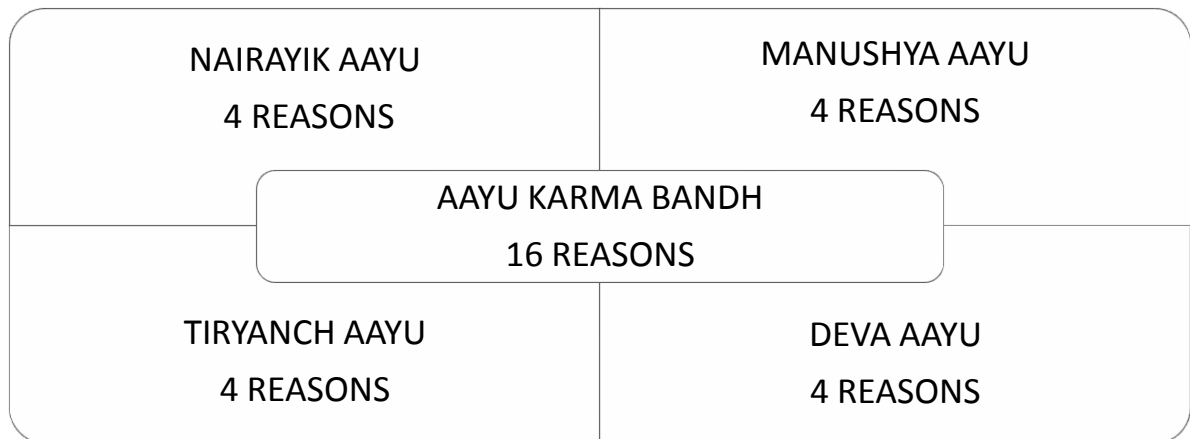 NAIRAYIK AAYU
4 REASONS
MANUSHYA AAYU
4 REASONS
AAYU KARMA BANDH
16 REASONS
TIRYANCH AAYU
4 REASONS
DEVA AAYU
4 REASONS